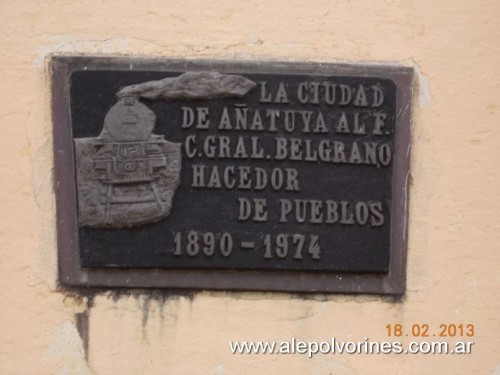 LA CIUDAD
DE AÑATUYA AL F.
C. GRAL. BELGRANO
HACEDOR
DE PUEBLOS
1890 - 1974
18.02.2013
www.alepolvorines.com.ar